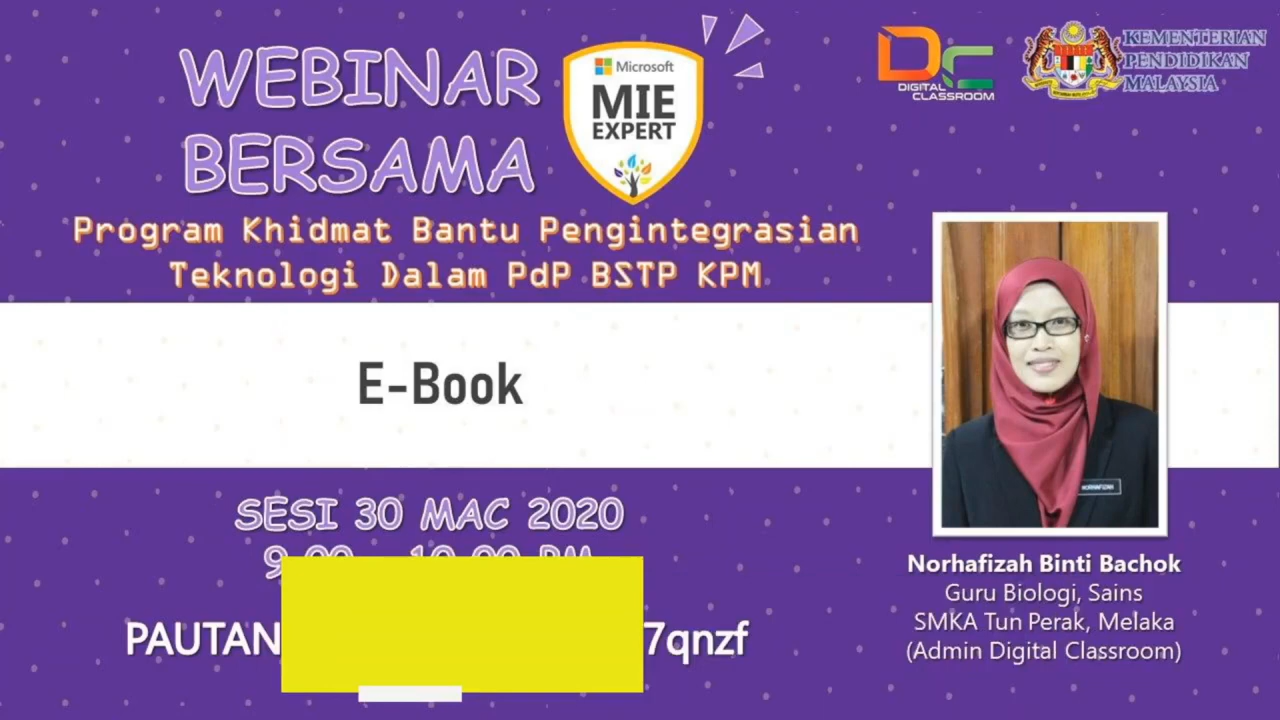 WEBINAR
BERSAMA
Microsoft
MIE
EXPERT
DIGITAL
CLASSROOM
KEMENTERIAN
PENDIDIKAN
MALAYSIA
Program Khidmat Bantu Pengintegrasian
Teknologi Dalam PdP BSTP KPM
E-Book
SESI 30 MAC 2020
PAUTAN
7qnzf
NORHAFIZAH
Norhafizah Binti Bachok
Guru Biologi, Sains
SMKA Tun Perak, Melaka
(Admin Digital Classroom)